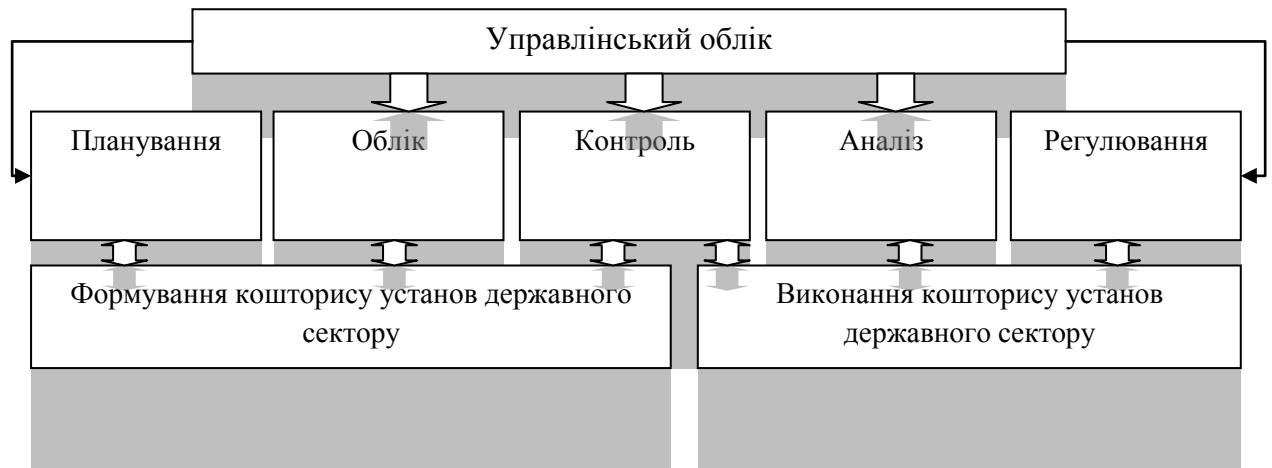 Управлінський облік
Планування
Облік
Контроль
Аналіз
Регулювання
Формування кошторису установ державного
сектору
Виконання кошторису установ
державного сектору